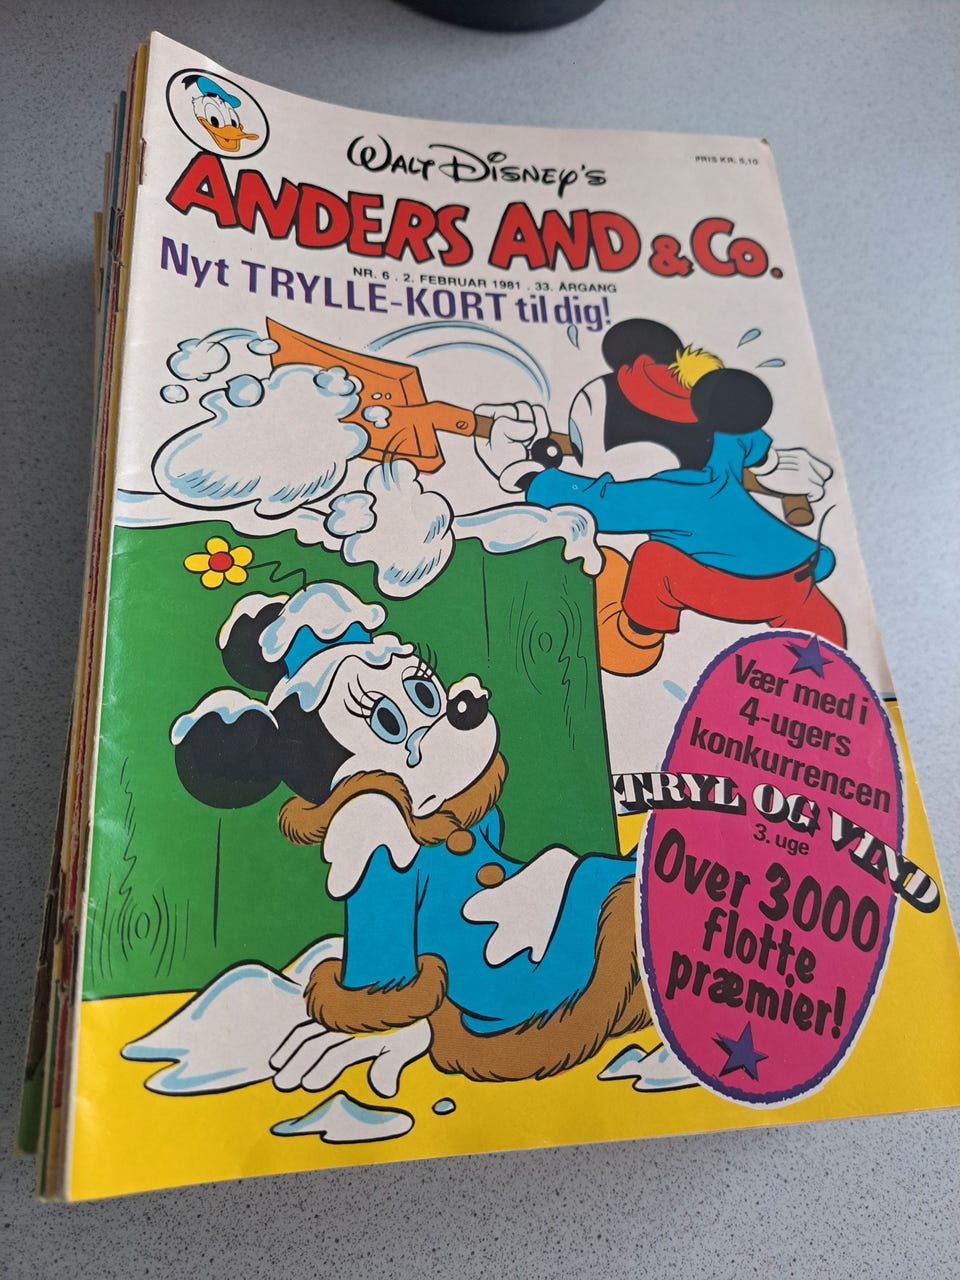 WALT DISNEY'S
PRIS KR. 5,10
ANDERS AND & CO.
NR. 6 . 2. FEBRUAR 1981 . 33. ÅRGANG
Nyt TRYLLE-KORT til dig!
Vær med i
4-ugers
konkurrencen
TRYL OG VIND
3. uge
Over 3000
flotte
præmier!